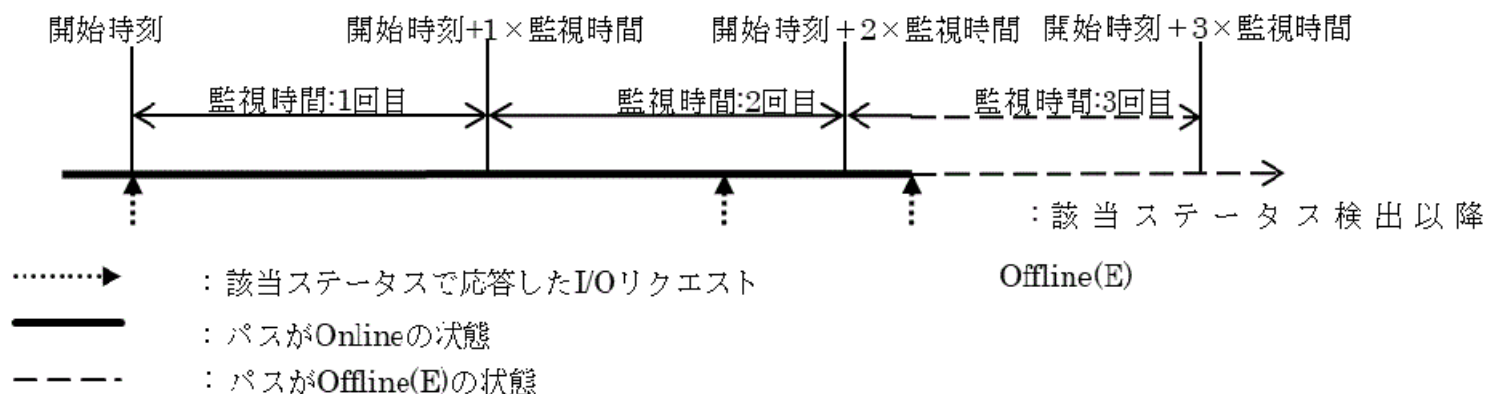 開始時刻 開始時刻+1×監視時間 開始時刻+2×監視時間 開始時刻+3×監視時間
監視時間:1回目 監視時間:2回目 監視時間:3回目
:該当ステータス検出以降
Offline(E)
:該当ステータスで応答したI/Oリクエスト
:パスがOnlineの状態
:パスがOffline(E)の状態